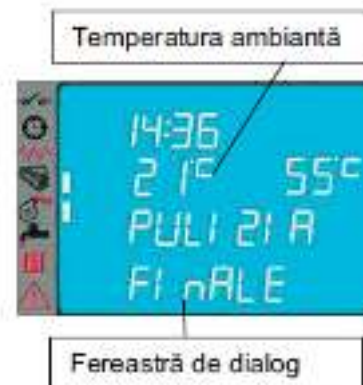 Temperatura ambiantă
14:36
21°C 55°C
PULIZIA
FInALE
Fereastră de dialog